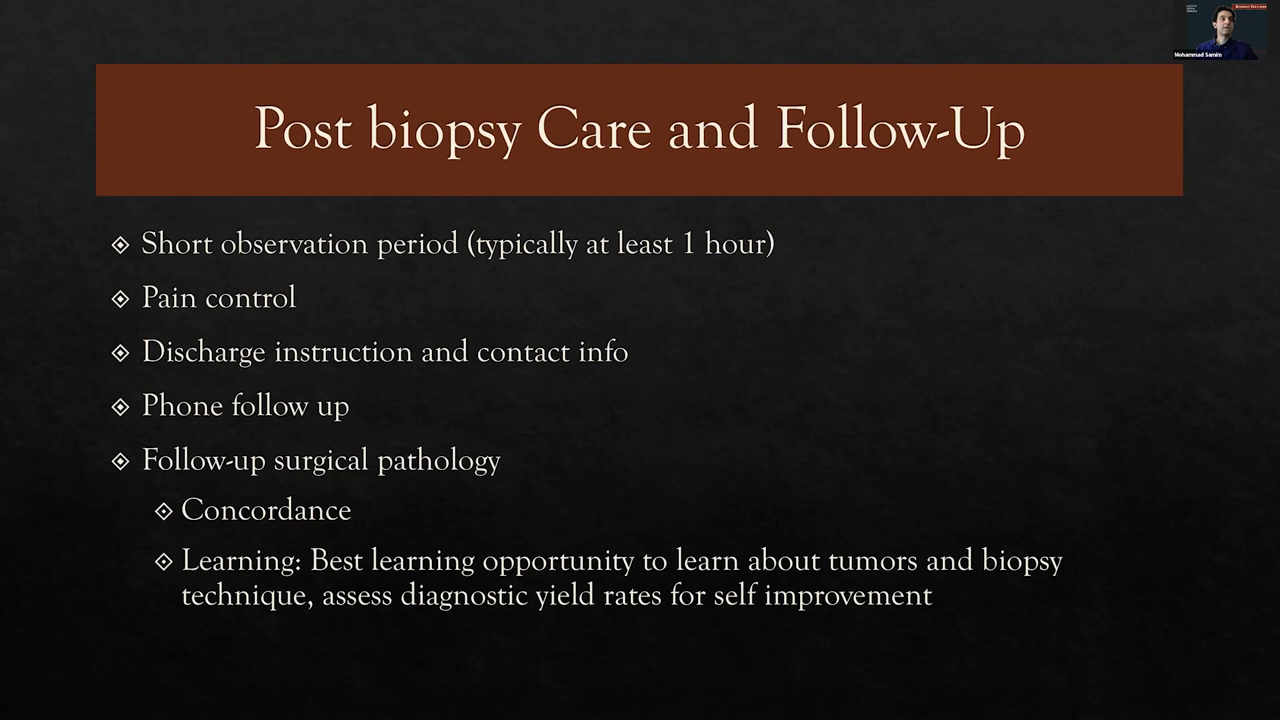 Mohammad Samim
Post biopsy Care and Follow-Up
Short observation period (typically at least 1 hour)
Pain control
Discharge instruction and contact info
Phone follow up
Follow-up surgical pathology
Concordance
Learning: Best learning opportunity to learn about tumors and biopsy
technique, assess diagnostic yield rates for self improvement